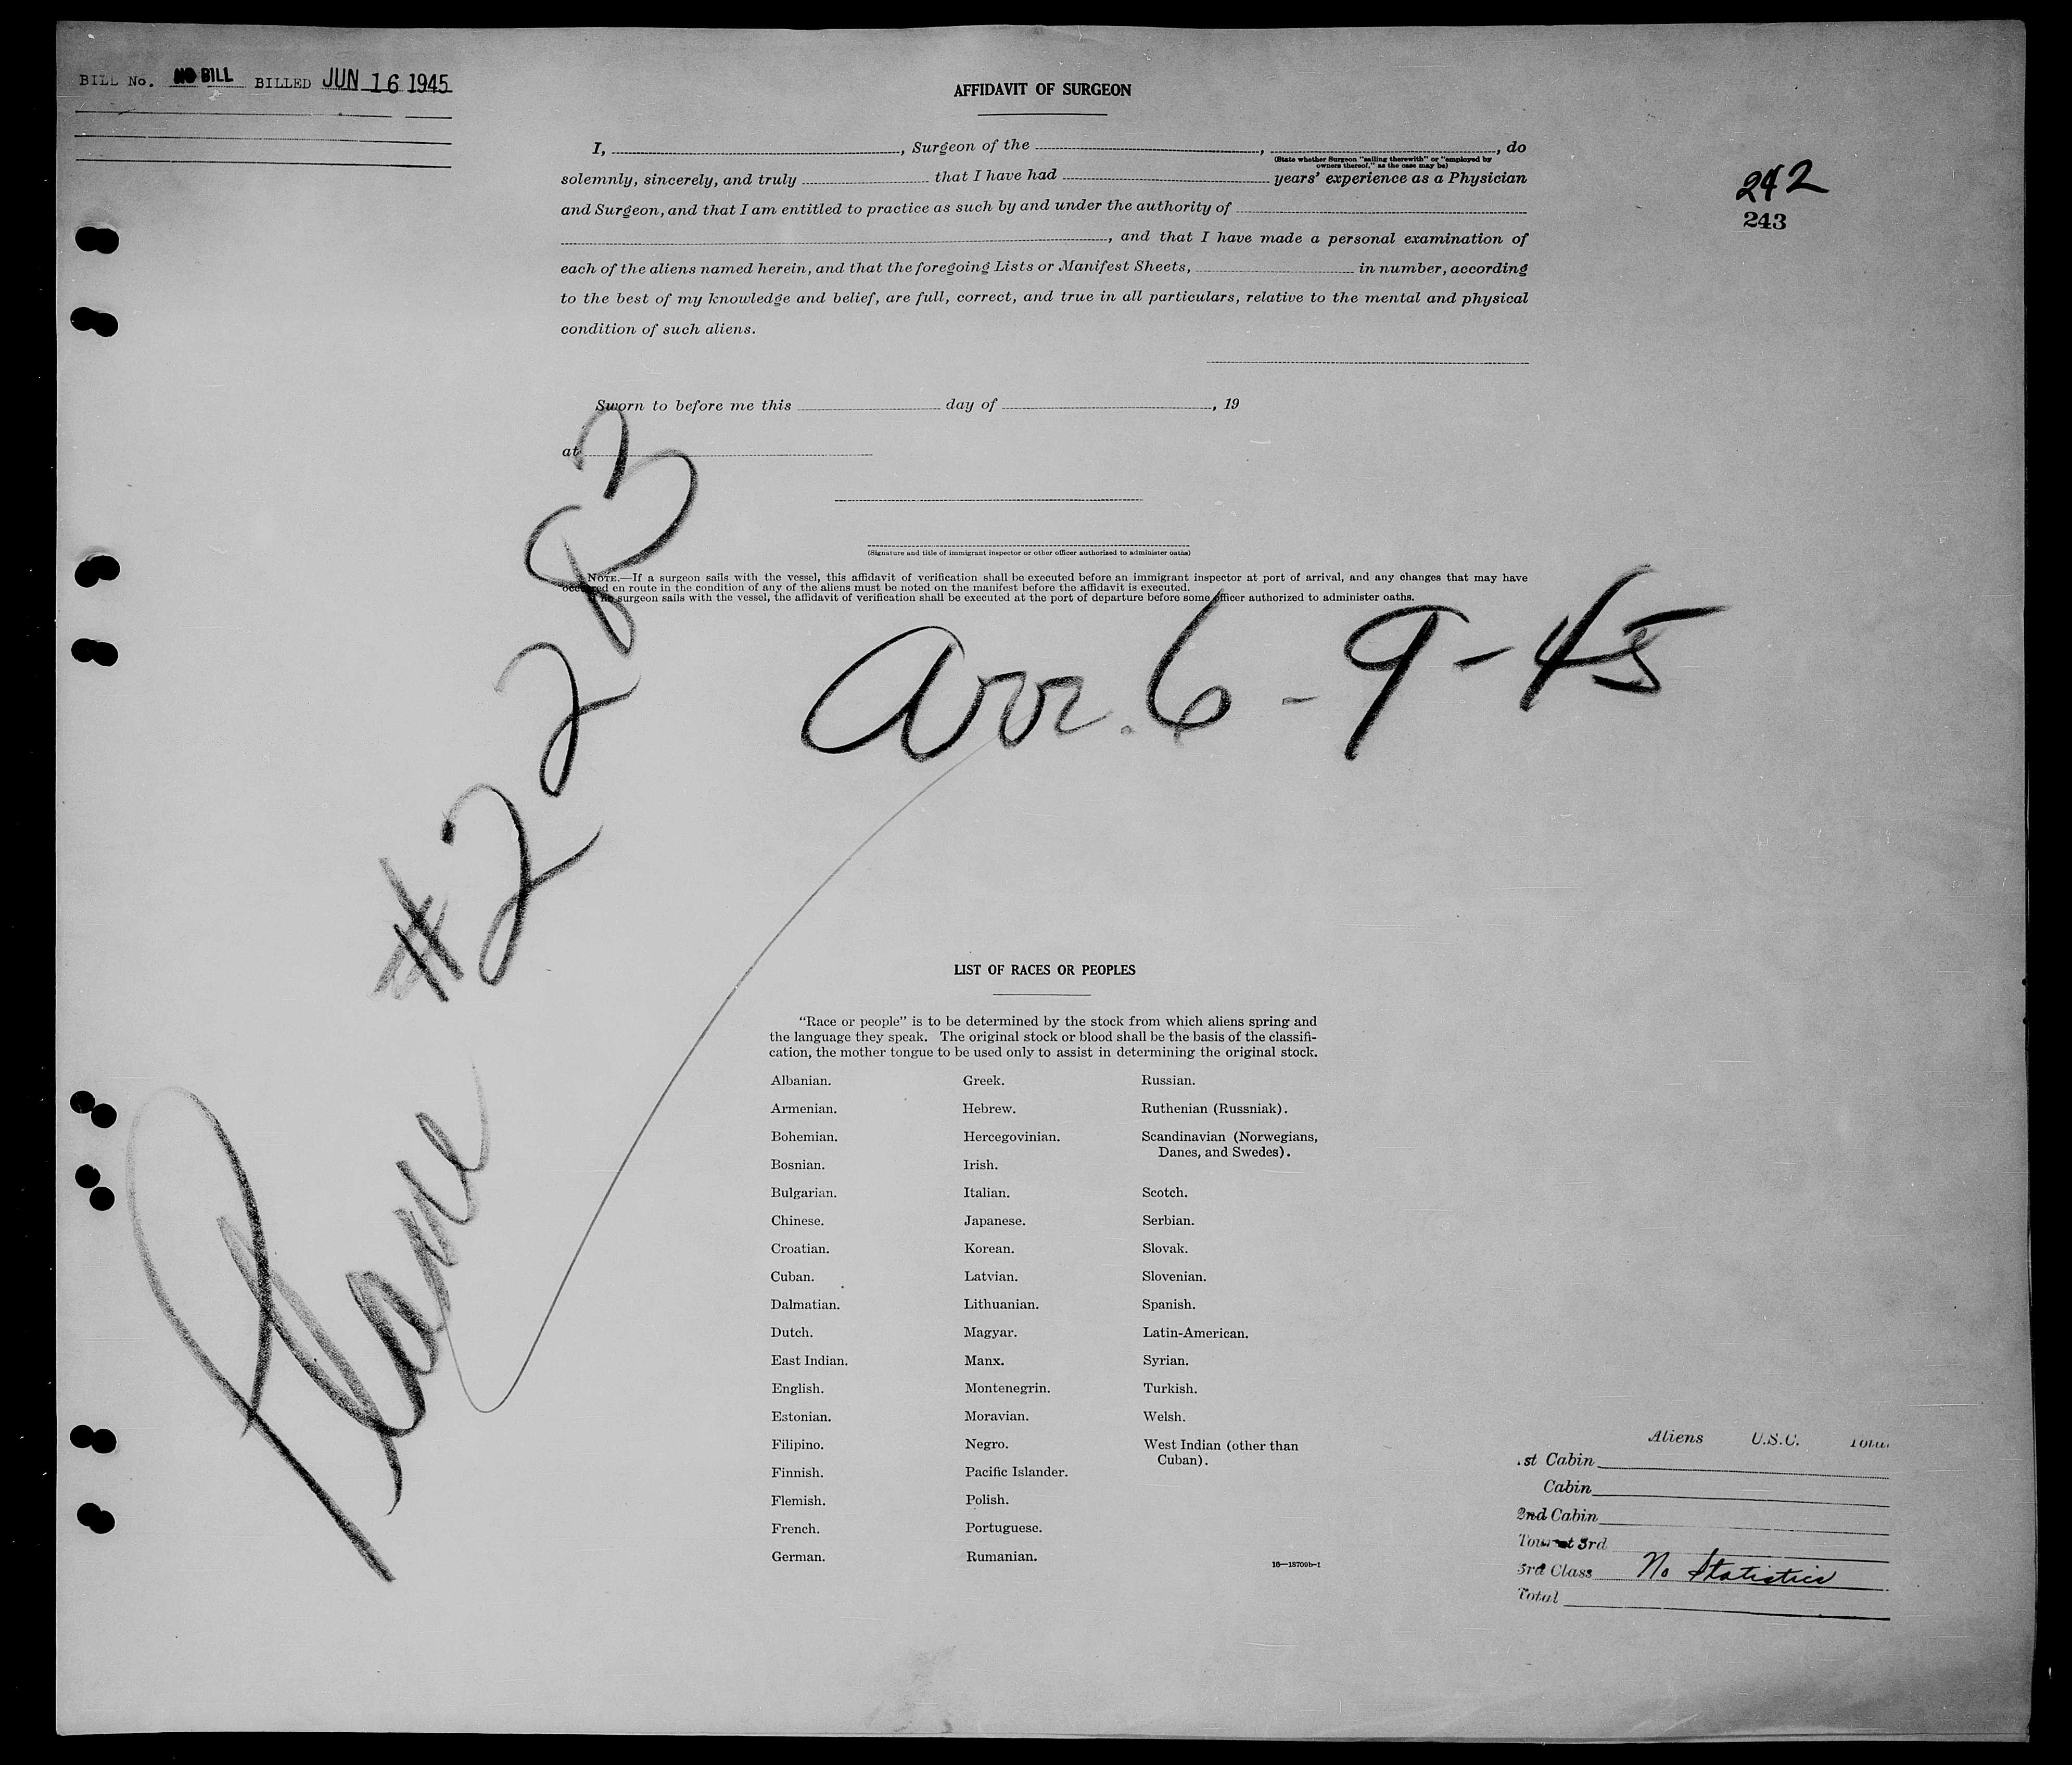 BILL No. NO BILL BILLED JUN 16 1945
AFFIDAVIT OF SURGEON
I, , Surgeon of the , , do
(State whether Surgeon "sailing therewith" or "employed by
owners thereof," as the case may be)
solemnly, sincerely, and truly that I have had years' experience as a Physician
and Surgeon, and that I am entitled to practice as such by and under the authority of
, and that I have made a personal examination of
each of the aliens named herein, and that the foregoing Lists or Manifest Sheets, in number, according
to the best of my knowledge and belief, are full, correct, and true in all particulars, relative to the mental and physical
condition of such aliens.
242
243
Sworn to before me this day of , 19
at
(Signature and title of immigrant inspector or other officer authorized to administer oaths)
NOTE.—If a surgeon sails with the vessel, this affidavit of verification shall be executed before an immigrant inspector at port of arrival, and any changes that may have
occurred en route in the condition of any of the aliens must be noted on the manifest before the affidavit is executed.
If no surgeon sails with the vessel, the affidavit of verification shall be executed at the port of departure before some officer authorized to administer oaths.
Plane #2283
Arr. 6-9-45
LIST OF RACES OR PEOPLES
"Race or people" is to be determined by the stock from which aliens spring and
the language they speak. The original stock or blood shall be the basis of the classifi-
cation, the mother tongue to be used only to assist in determining the original stock.
Albanian.
Armenian.
Bohemian.
Bosnian.
Bulgarian.
Chinese.
Croatian.
Cuban.
Dalmatian.
Dutch.
East Indian.
English.
Estonian.
Filipino.
Finnish.
Flemish.
French.
German.
Greek.
Hebrew.
Hercegovinian.
Irish.
Italian.
Japanese.
Korean.
Latvian.
Lithuanian.
Magyar.
Manx.
Montenegrin.
Moravian.
Negro.
Pacific Islander.
Polish.
Portuguese.
Rumanian.
Russian.
Ruthenian (Russniak).
Scandinavian (Norwegians,
Danes, and Swedes).
Scotch.
Serbian.
Slovak.
Slovenian.
Spanish.
Latin-American.
Syrian.
Turkish.
Welsh.
West Indian (other than
Cuban).
16—18709b-1
Aliens U.S.C. Total
1st Cabin
Cabin
2nd Cabin
Tourist 3rd
3rd Class No Statistics
Total